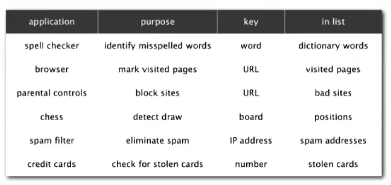 application purpose key in list
spell checker identify misspelled words word dictionary words
browser mark visited pages URL visited pages
parental controls block sites URL bad sites
chess detect draw board positions
spam filter eliminate spam IP address spam addresses
credit cards check for stolen cards number stolen cards